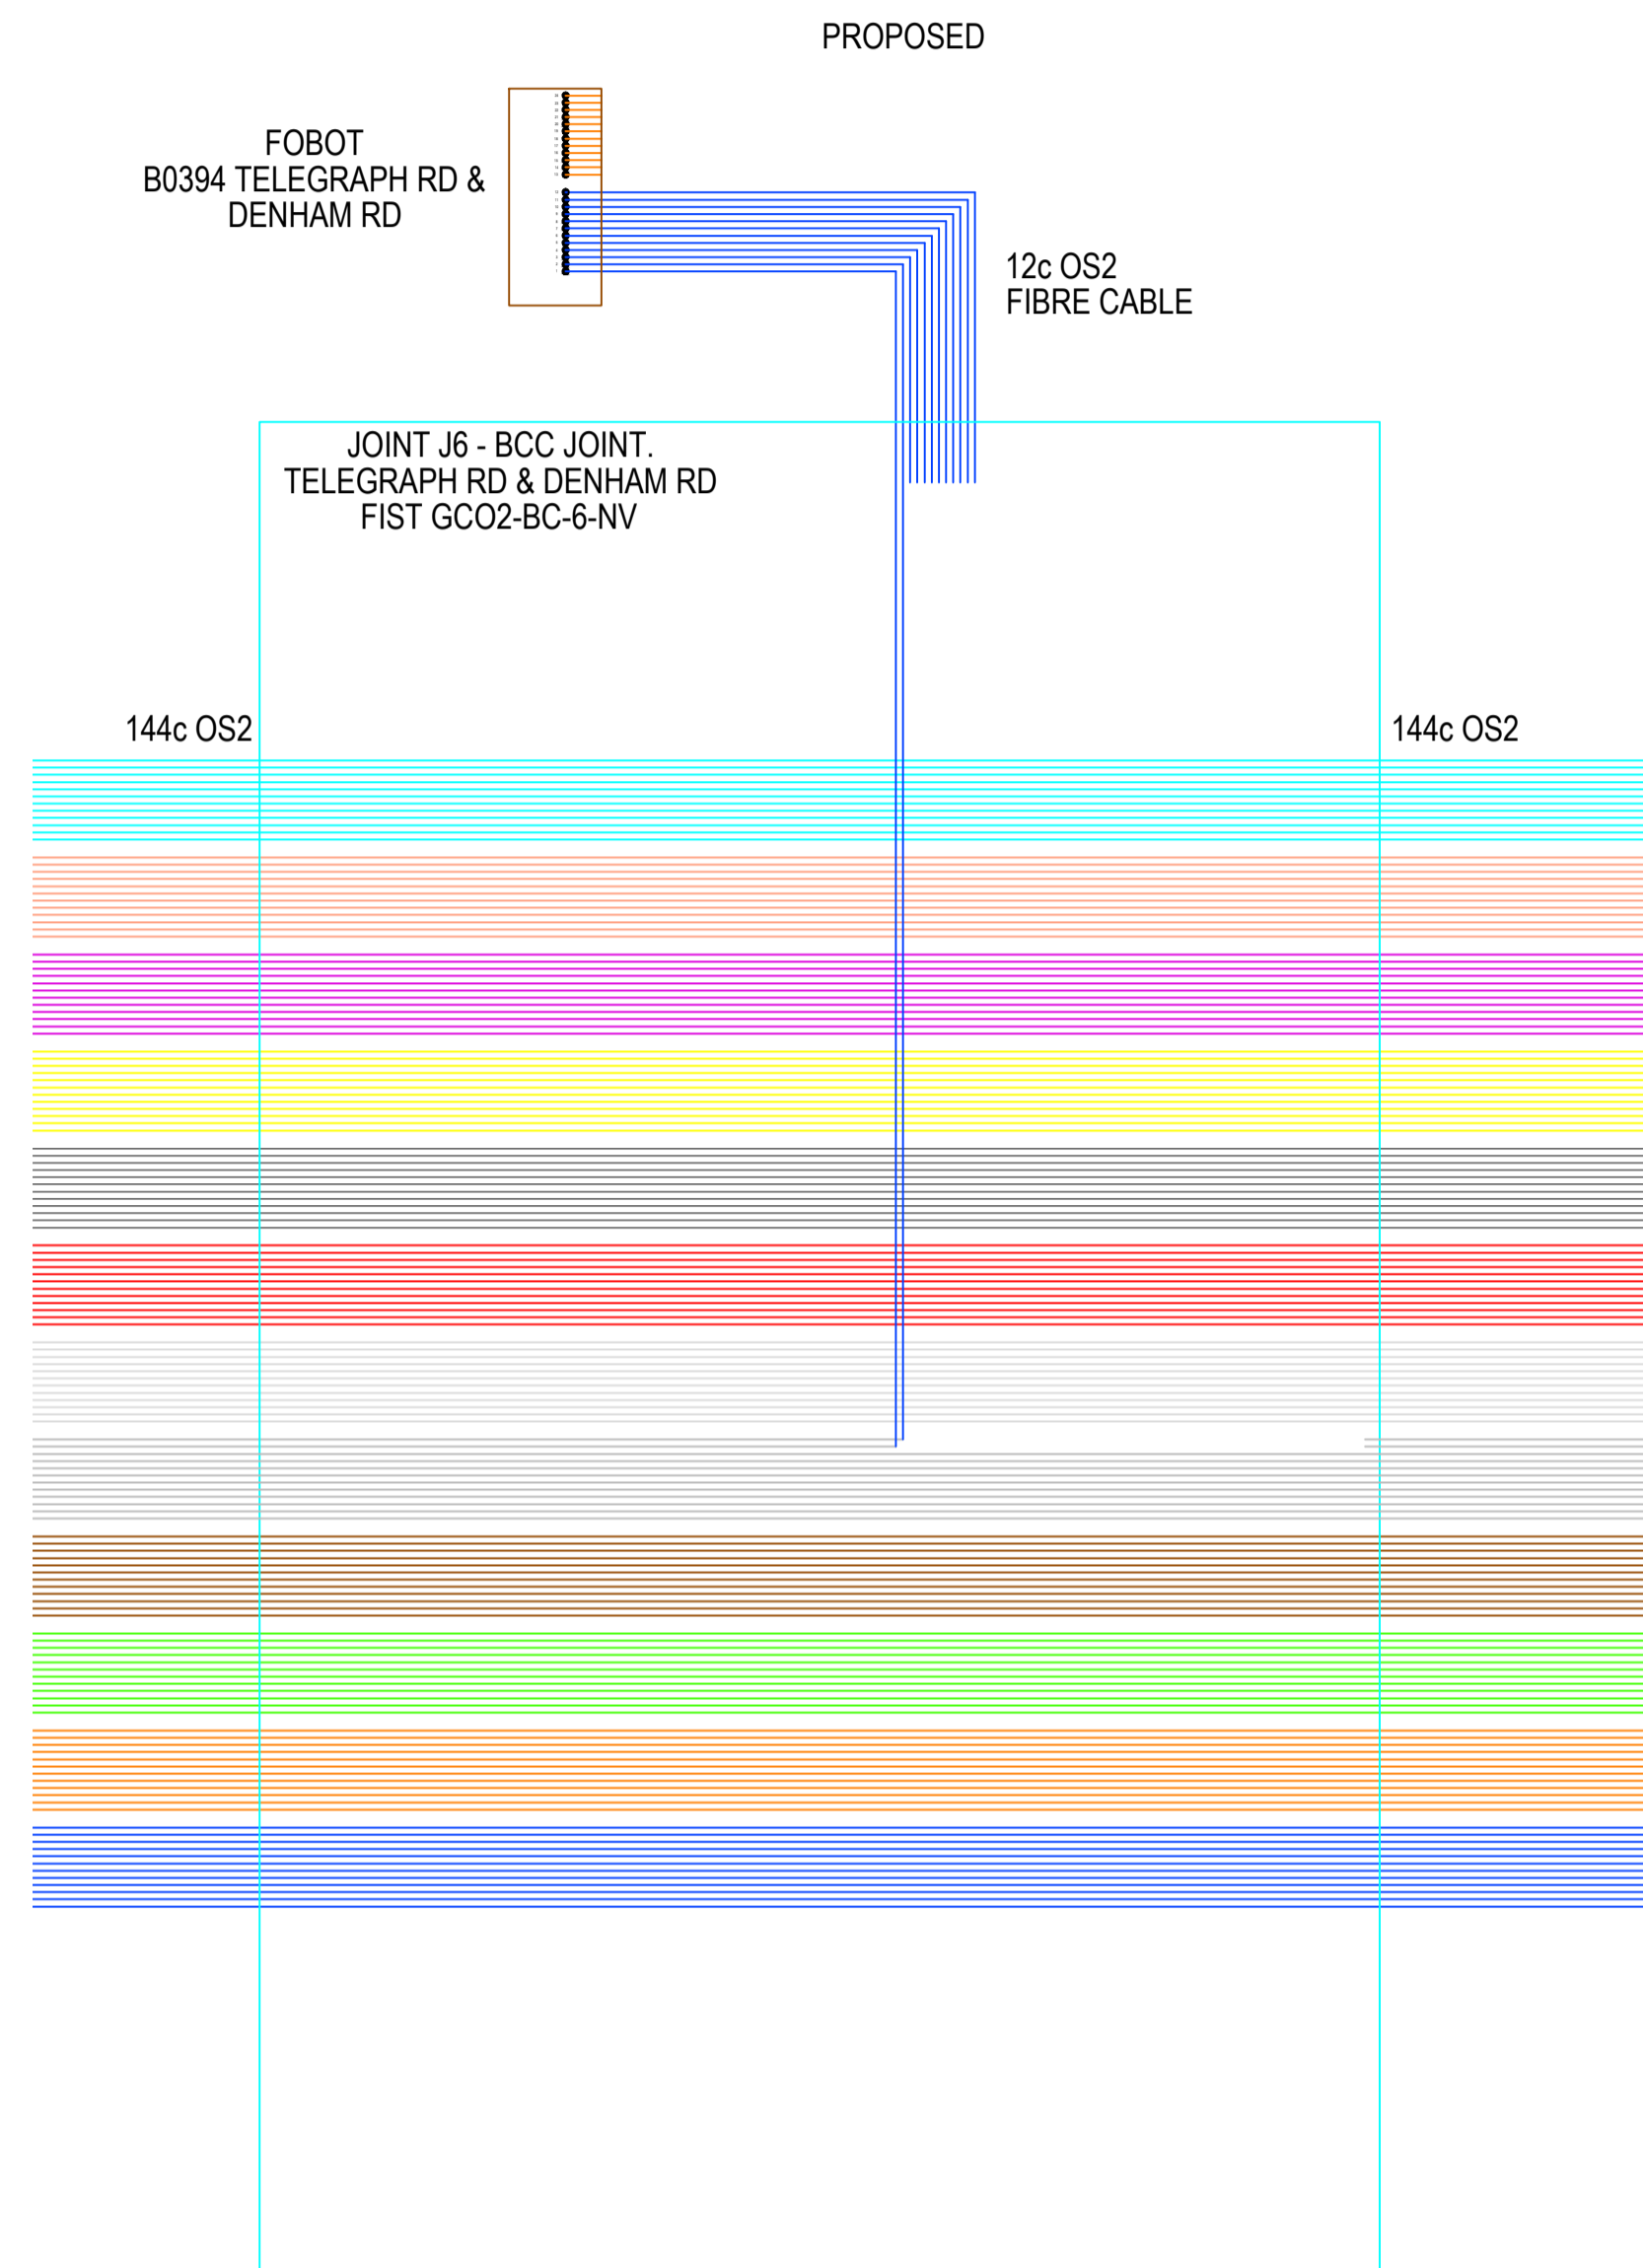 PROPOSED
FOBOT
B0394 TELEGRAPH RD &
DENHAM RD
12c OS2
FIBRE CABLE
JOINT J6 - BCC JOINT.
TELEGRAPH RD & DENHAM RD
FIST GCO2-BC-6-NV
144c OS2
144c OS2